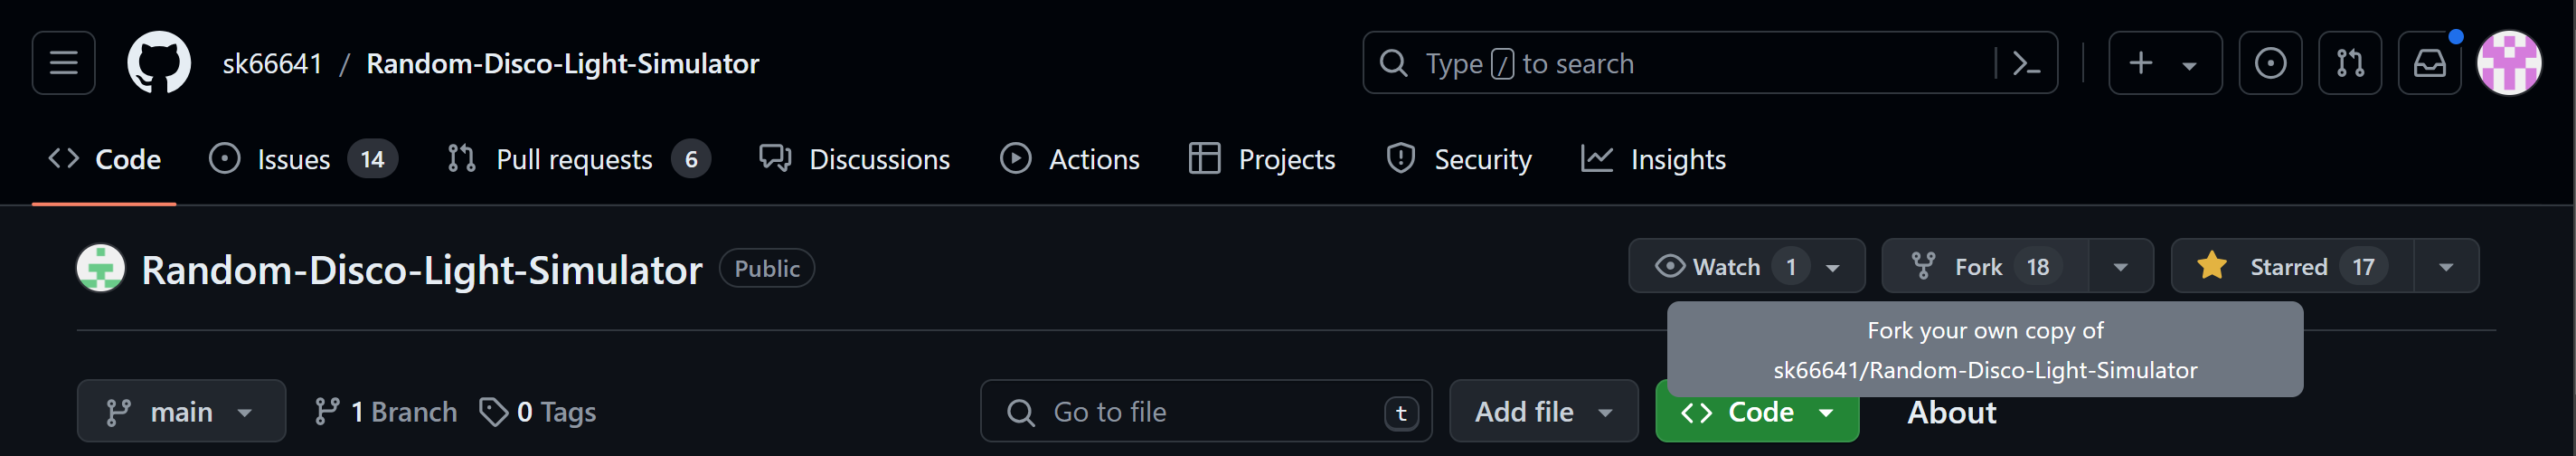 sk66641 / Random-Disco-Light-Simulator
Type / to search
Code
Issues 14
Pull requests 6
Discussions
Actions
Projects
Security
Insights
Random-Disco-Light-Simulator
Public
Watch 1
Fork 18
Starred 17
Fork your own copy of
sk66641/Random-Disco-Light-Simulator
main
1 Branch
0 Tags
Go to file
t
Add file
Code
About